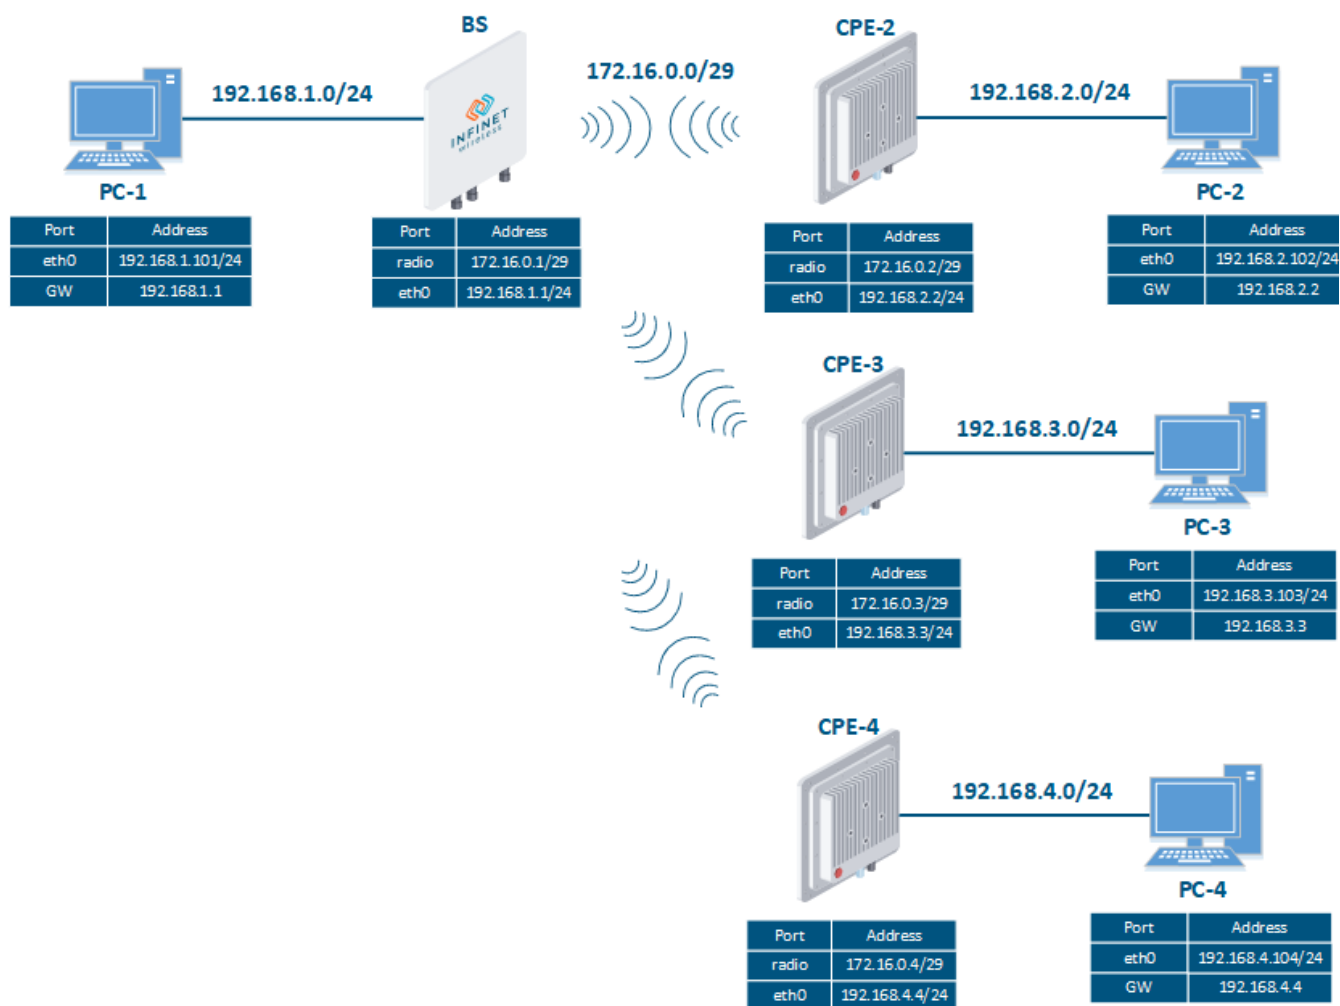 BS
CPE-2
172.16.0.0/29
192.168.1.0/24
192.168.2.0/24
INFINET
wireless
PC-1
PC-2
Port Address
eth0 192.168.1.101/24
GW 192.168.1.1
Port Address
radio 172.16.0.1/29
eth0 192.168.1.1/24
Port Address
radio 172.16.0.2/29
eth0 192.168.2.2/24
Port Address
eth0 192.168.2.102/24
GW 192.168.2.2
CPE-3
192.168.3.0/24
PC-3
Port Address
radio 172.16.0.3/29
eth0 192.168.3.3/24
Port Address
eth0 192.168.3.103/24
GW 192.168.3.3
CPE-4
192.168.4.0/24
PC-4
Port Address
radio 172.16.0.4/29
eth0 192.168.4.4/24
Port Address
eth0 192.168.4.104/24
GW 192.168.4.4